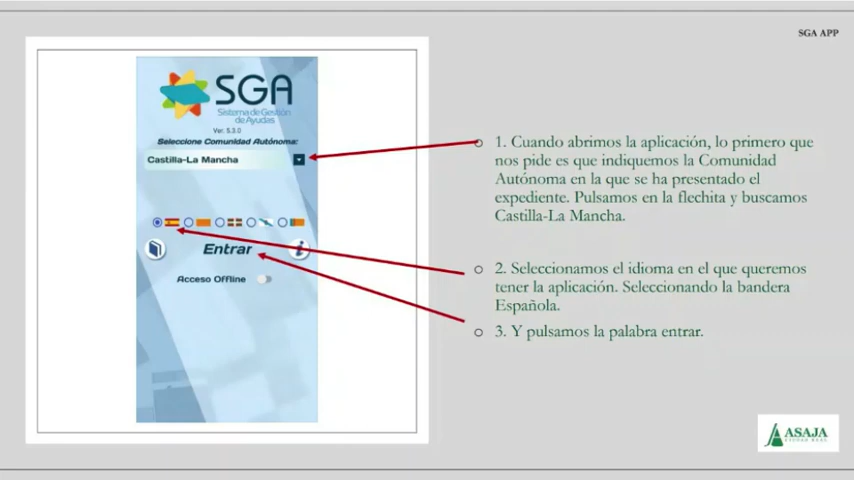 SGA APP
SGA
Sistema de Gestión
de Ayudas
Ver. 5.3.0
Seleccione Comunidad Autónoma:
Castilla-La Mancha
Entrar
Acceso Offline
1. Cuando abrimos la aplicación, lo primero que
nos pide es que indiquemos la Comunidad
Autónoma en la que se ha presentado el
expediente. Pulsamos en la flechita y buscamos
Castilla-La Mancha.
2. Seleccionamos el idioma en el que queremos
tener la aplicación. Seleccionando la bandera
Española.
3. Y pulsamos la palabra entrar.
ASAJA
CIUDAD REAL